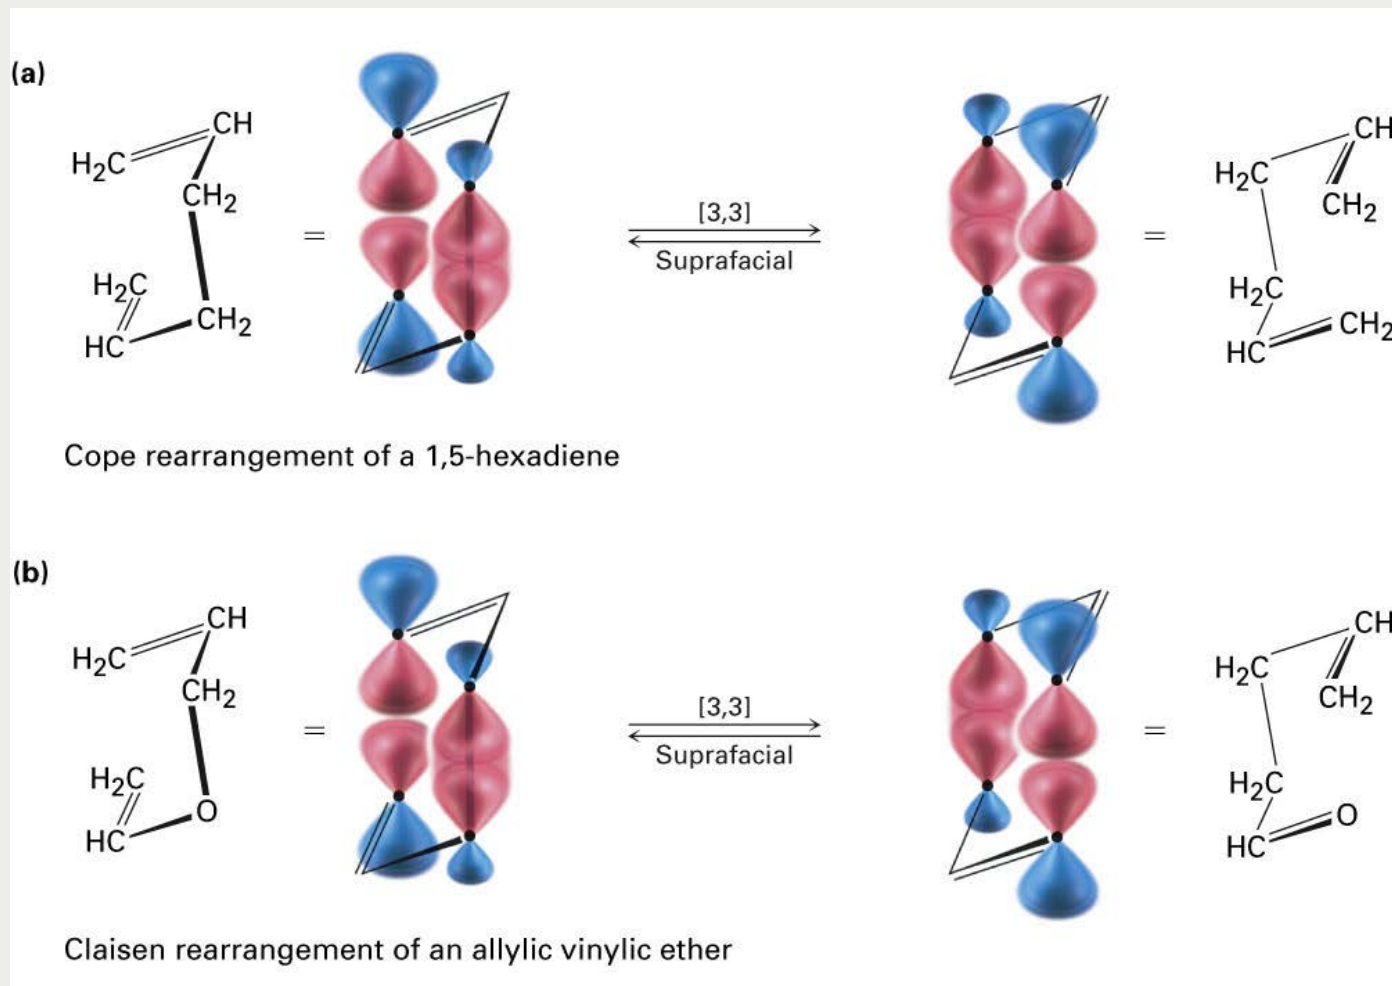 (a)
H₂C CH
CH₂
H₂C
HC CH₂
=
[3,3]
Suprafacial
=
CH
H₂C
CH₂
H₂C
CH₂
HC
Cope rearrangement of a 1,5-hexadiene
(b)
CH
H₂C
CH₂
H₂C
O
HC
=
[3,3]
Suprafacial
=
CH
H₂C
CH₂
H₂C
O
HC
Claisen rearrangement of an allylic vinylic ether